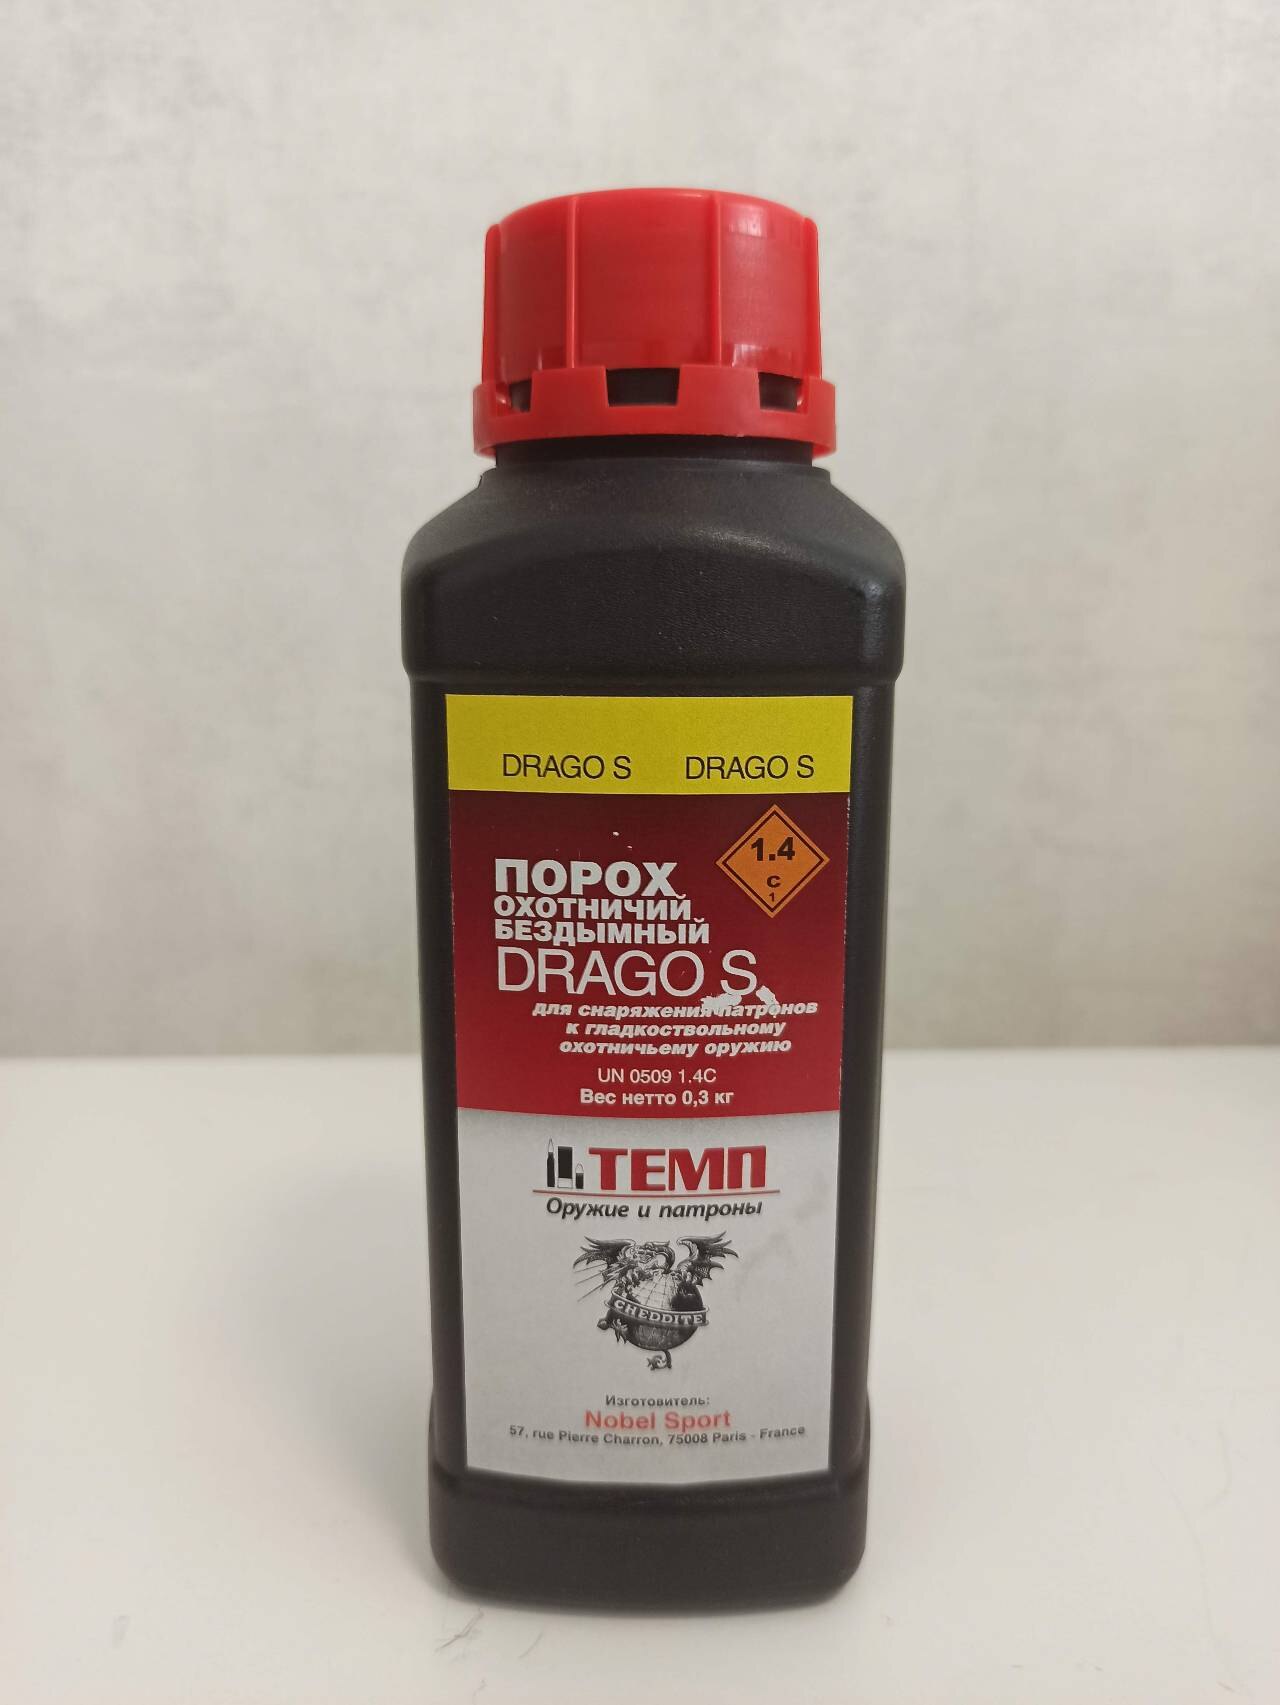 DRAGO S DRAGO S
1.4
C
1
ПОРОХ
ОХОТНИЧИЙ
БЕЗДЫМНЫЙ
DRAGO S
для снаряжения патронов
к гладкоствольному
охотничьему оружию
UN 0509 1.4C
Вес нетто 0,3 кг
ТЕМП
Оружие и патроны
CHEDDITE
Изготовитель:
Nobel Sport
57, rue Pierre Charron, 75008 Paris - France